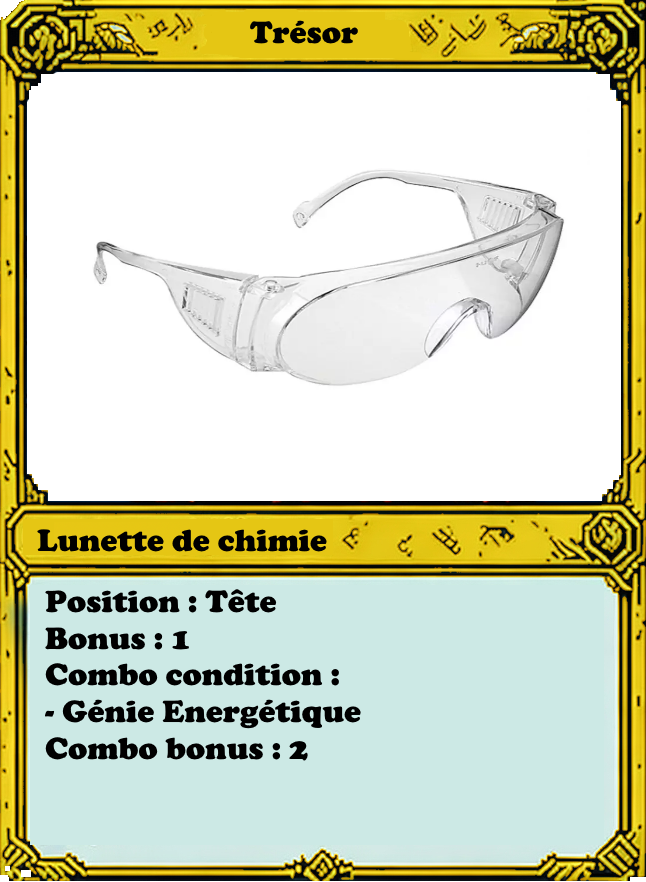 Trésor
Lunette de chimie
Position : Tête
Bonus : 1
Combo condition :
- Génie Energétique
Combo bonus : 2